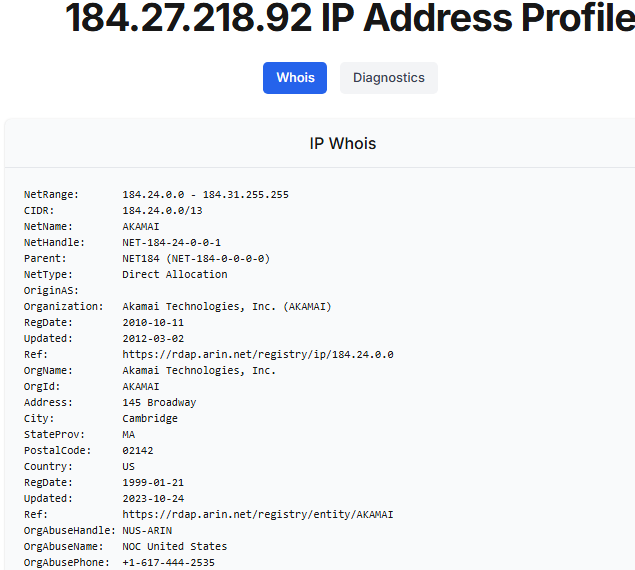 184.27.218.92 IP Address Profile
Whois Diagnostics
IP Whois
NetRange: 184.24.0.0 - 184.31.255.255
CIDR: 184.24.0.0/13
NetName: AKAMAI
NetHandle: NET-184-24-0-0-1
Parent: NET184 (NET-184-0-0-0-0)
NetType: Direct Allocation
OriginAS:
Organization: Akamai Technologies, Inc. (AKAMAI)
RegDate: 2010-10-11
Updated: 2012-03-02
Ref: https://rdap.arin.net/registry/ip/184.24.0.0
OrgName: Akamai Technologies, Inc.
OrgId: AKAMAI
Address: 145 Broadway
City: Cambridge
StateProv: MA
PostalCode: 02142
Country: US
RegDate: 1999-01-21
Updated: 2023-10-24
Ref: https://rdap.arin.net/registry/entity/AKAMAI
OrgAbuseHandle: NUS-ARIN
OrgAbuseName: NOC United States
OrgAbusePhone: +1-617-444-2535